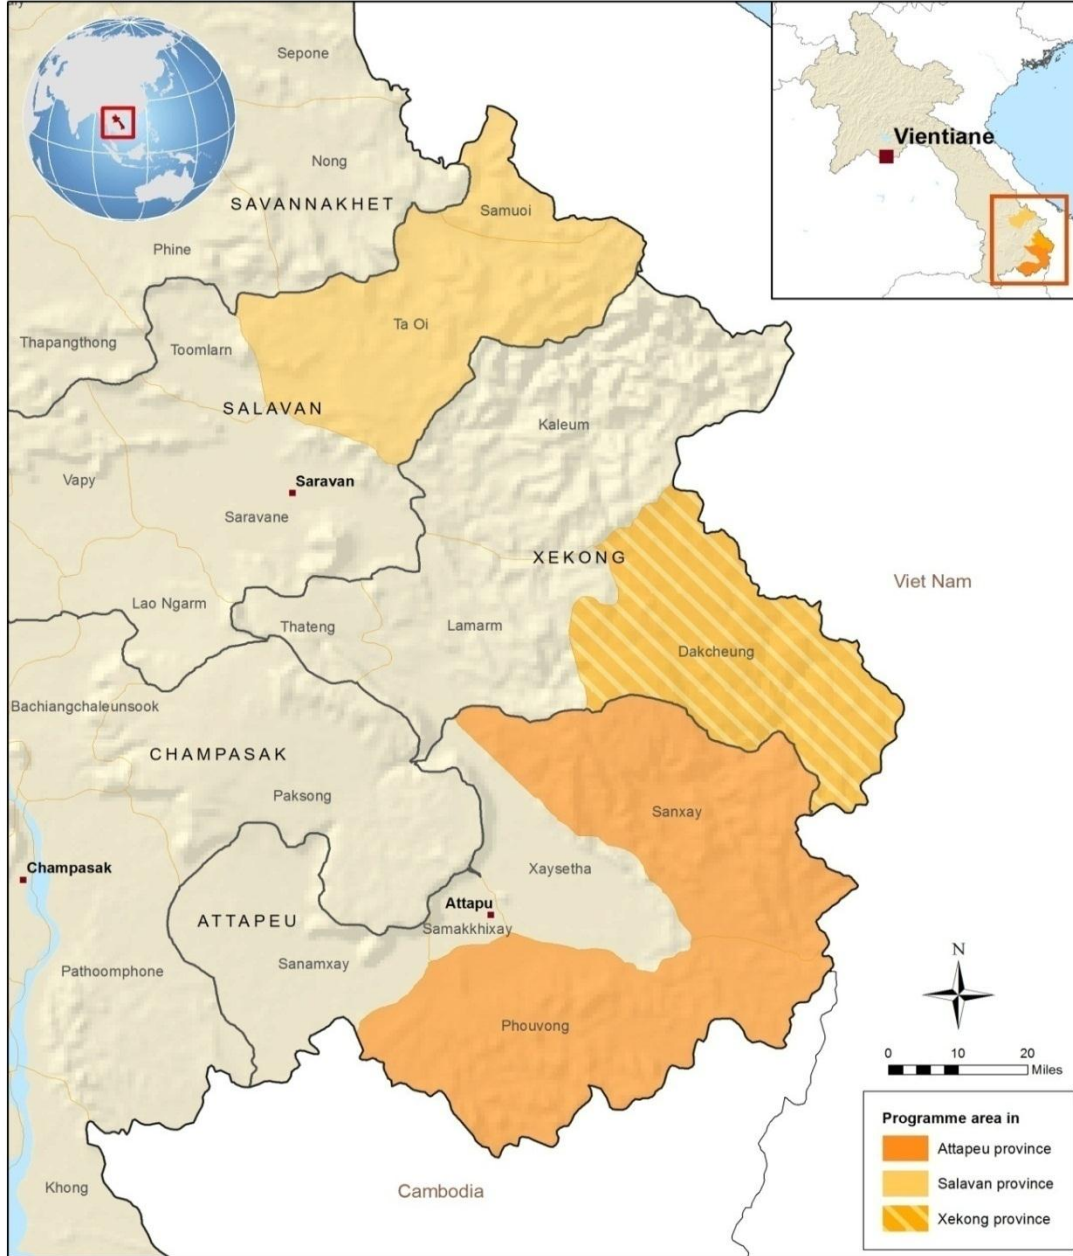 Sepone
Vientiane
Nong
SAVANNAKHET
Samuoi
Phine
Ta Oi
Thapangthong
Toomlarn
SALAVAN
Kaleum
Vapy
Saravan
Saravane
XEKONG
Viet Nam
Lao Ngarm
Thateng
Lamarm
Dakcheung
Bachiangchaleunsook
CHAMPASAK
Paksong
Sanxay
Champasak
Xaysetha
Attapu
ATTAPEU
Samakkhixay
Sanamxay
Pathoomphone
N
Phouvong
0 10 20
Miles
Programme area in
Attapeu province
Salavan province
Xekong province
Khong
Cambodia